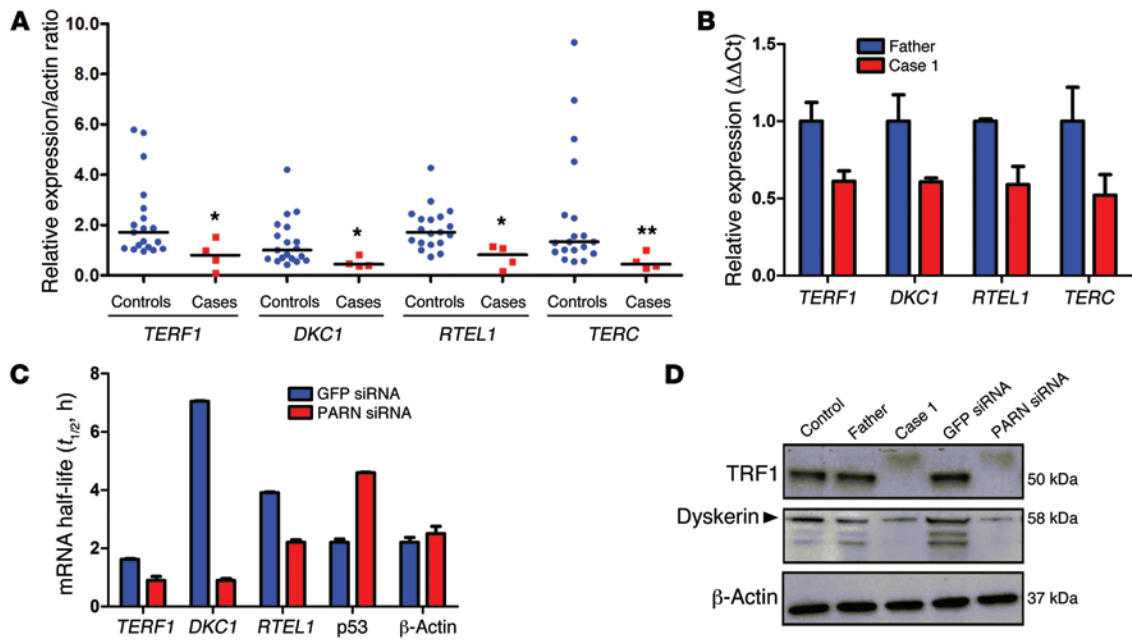 A
Relative expression/actin ratio
10.0
8.0
6.0
4.0
2.0
0.0
*
*
*
**
Controls Cases Controls Cases Controls Cases Controls Cases
TERF1 DKC1 RTEL1 TERC
B
Relative expression (ΔΔCt)
Father
Case 1
1.5
1.0
0.5
0.0
TERF1 DKC1 RTEL1 TERC
C
mRNA half-life (t1/2, h)
GFP siRNA
PARN siRNA
8
6
4
2
0
TERF1 DKC1 RTEL1 p53 β-Actin
D
Control Father Case 1 GFP siRNA PARN siRNA
TRF1 50 kDa
Dyskerin 58 kDa
β-Actin 37 kDa